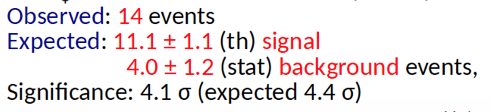 Observed: 14 events
Expected: 11.1 ± 1.1 (th) signal
4.0 ± 1.2 (stat) background events,
Significance: 4.1 σ (expected 4.4 σ)